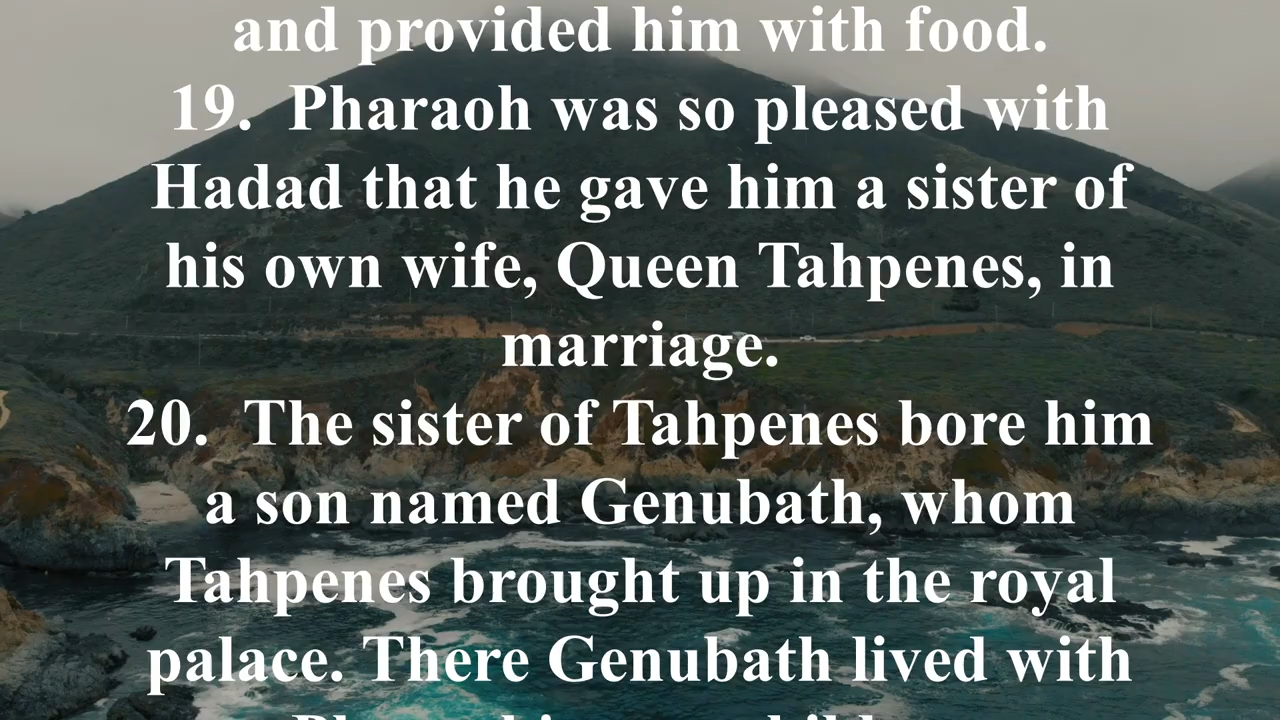 and provided him with food.
19. Pharaoh was so pleased with
Hadad that he gave him a sister of
his own wife, Queen Tahpenes, in
marriage.
20. The sister of Tahpenes bore him
a son named Genubath, whom
Tahpenes brought up in the royal
palace. There Genubath lived with